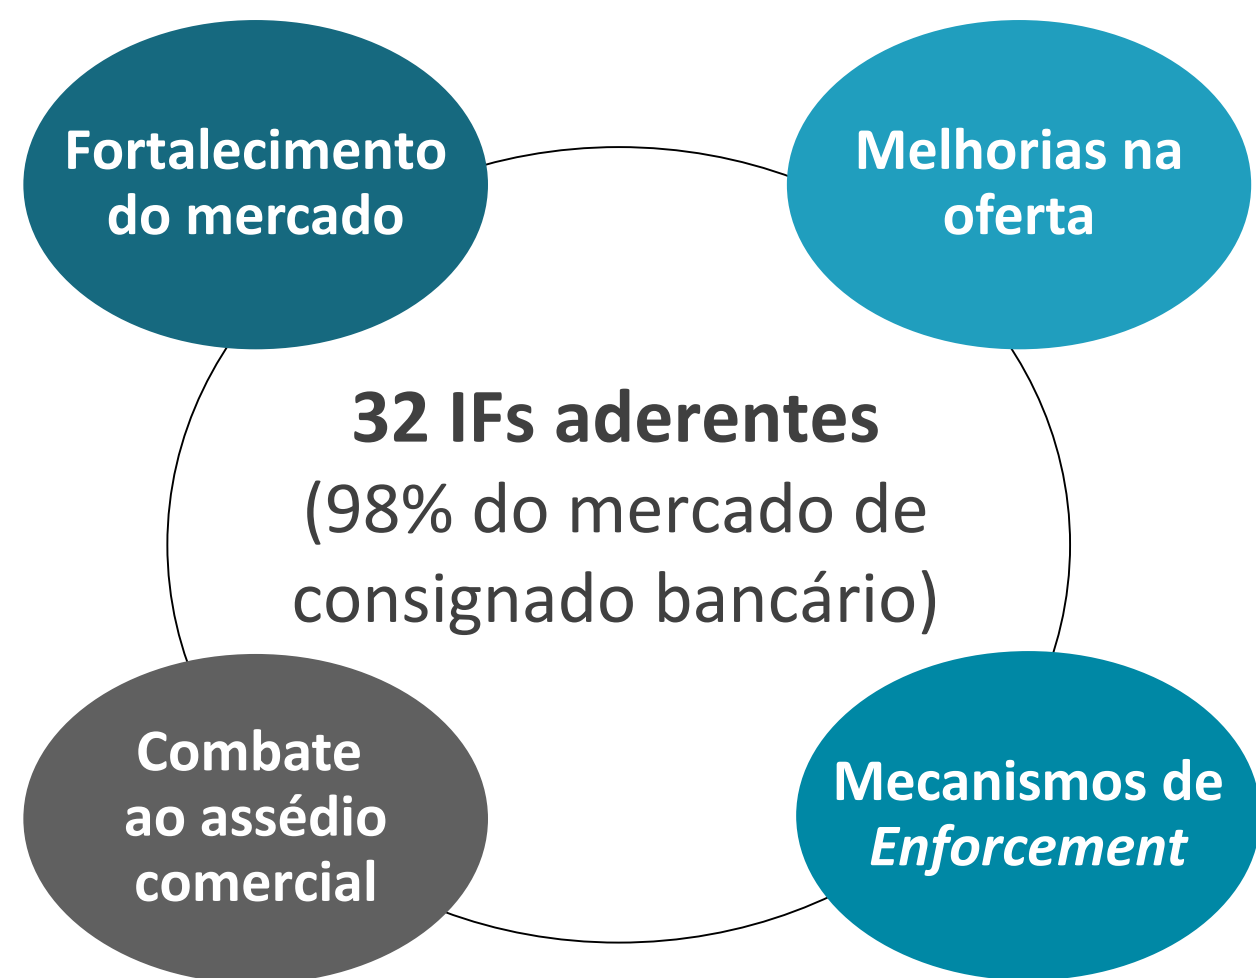 Fortalecimento
do mercado
Melhorias na
oferta
32 IFs aderentes
(98% do mercado de
consignado bancário)
Combate
ao assédio
comercial
Mecanismos de
Enforcement